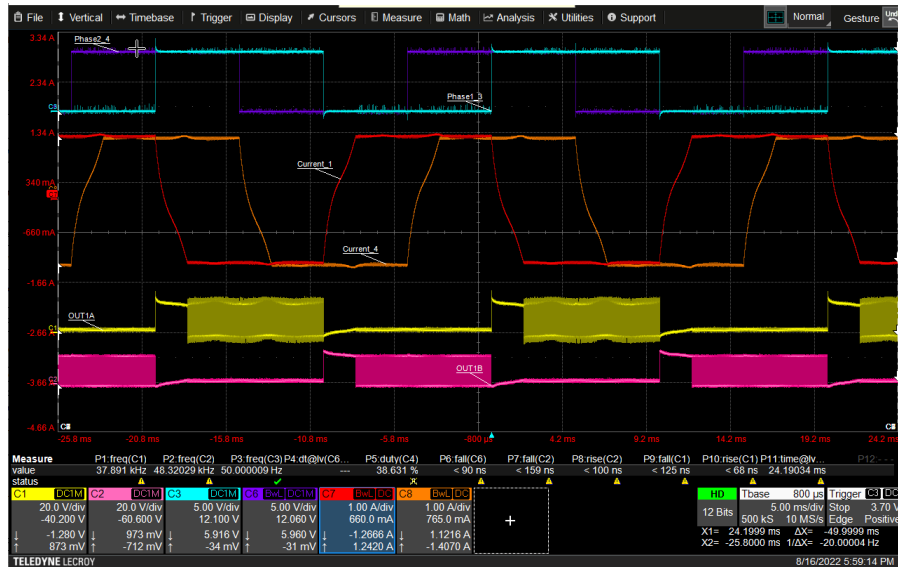 File Vertical Timebase Trigger Display Cursors Measure Math Analysis Utilities Support Normal Gesture
3.34 A
Phase2_4
2.34 A
Phase1_3
C3
1.34 A
Current_1
340 mA
-660 mA
Current_4
-1.66 A
OUT1A
C1
-2.66 A
OUT1B
C2
-3.66 A
-4.66 A
-25.8 ms -20.8 ms -15.8 ms -10.8 ms -5.8 ms -800 µs 4.2 ms 9.2 ms 14.2 ms 19.2 ms 24.2 ms
Measure P1:freq(C1) P2:freq(C2) P3:freq(C3) P4:dt@lv(C6... P5:duty(C4) P6:fall(C6) P7:fall(C2) P8:rise(C2) P9:fall(C1) P10:rise(C1) P11:time@lv... P12:---
value 37.891 kHz 48.32029 kHz 50.000009 Hz --- 38.631 % < 90 ns < 159 ns < 100 ns < 125 ns < 68 ns 24.19034 ms
status
C1 DC1M C2 DC1M C3 DC1M C6 BwL DC1M C7 BwL DC C8 BwL DC HD Tbase 800 µs Trigger C3 DC
20.0 V/div 20.0 V/div 5.00 V/div 5.00 V/div 1.00 A/div 1.00 A/div 12 Bits 5.00 ms/div Stop 3.70 V
-40.200 V -60.600 V 12.100 V 12.060 V 660.0 mA 765.0 mA 500 kS 10 MS/s Edge Positive
-1.280 V 973 mV 5.916 V 5.960 V -1.2666 A 1.1216 A X1= 24.1999 ms ΔX= -49.9999 ms
873 mV -712 mV -34 mV -31 mV 1.2420 A -1.4070 A X2= -25.8000 ms 1/ΔX= -20.00004 Hz
TELEDYNE LECROY 8/16/2022 5:59:14 PM